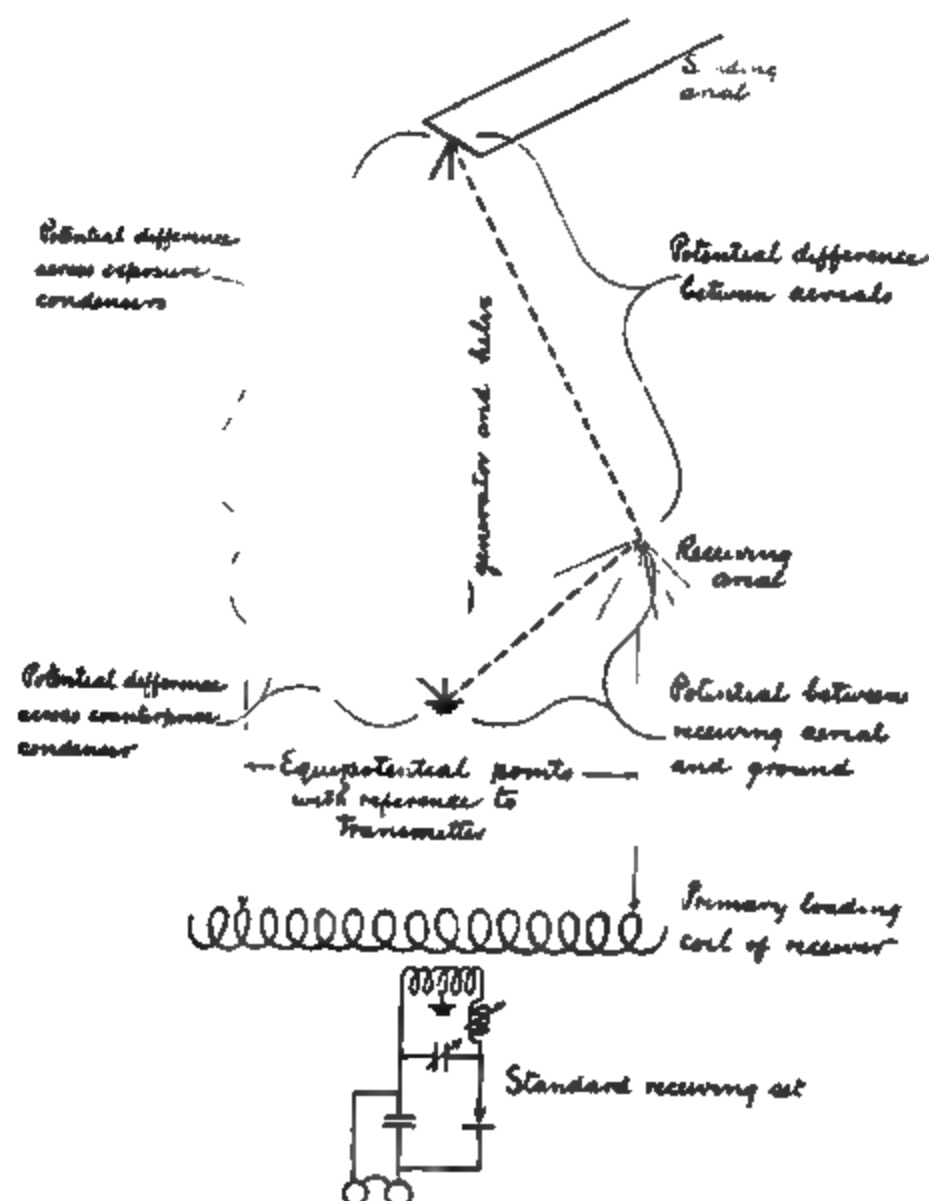 Sending
aerial
Potential difference
across exposure
condensers
Potential difference
between aerials
generator and helix
Receiving
aerial
Potential difference
across counterpoise
condenser
Potential between
receiving aerial
and ground
Equipotential points
with reference to
Transmitter
Primary loading
coil of receiver
Standard receiving set